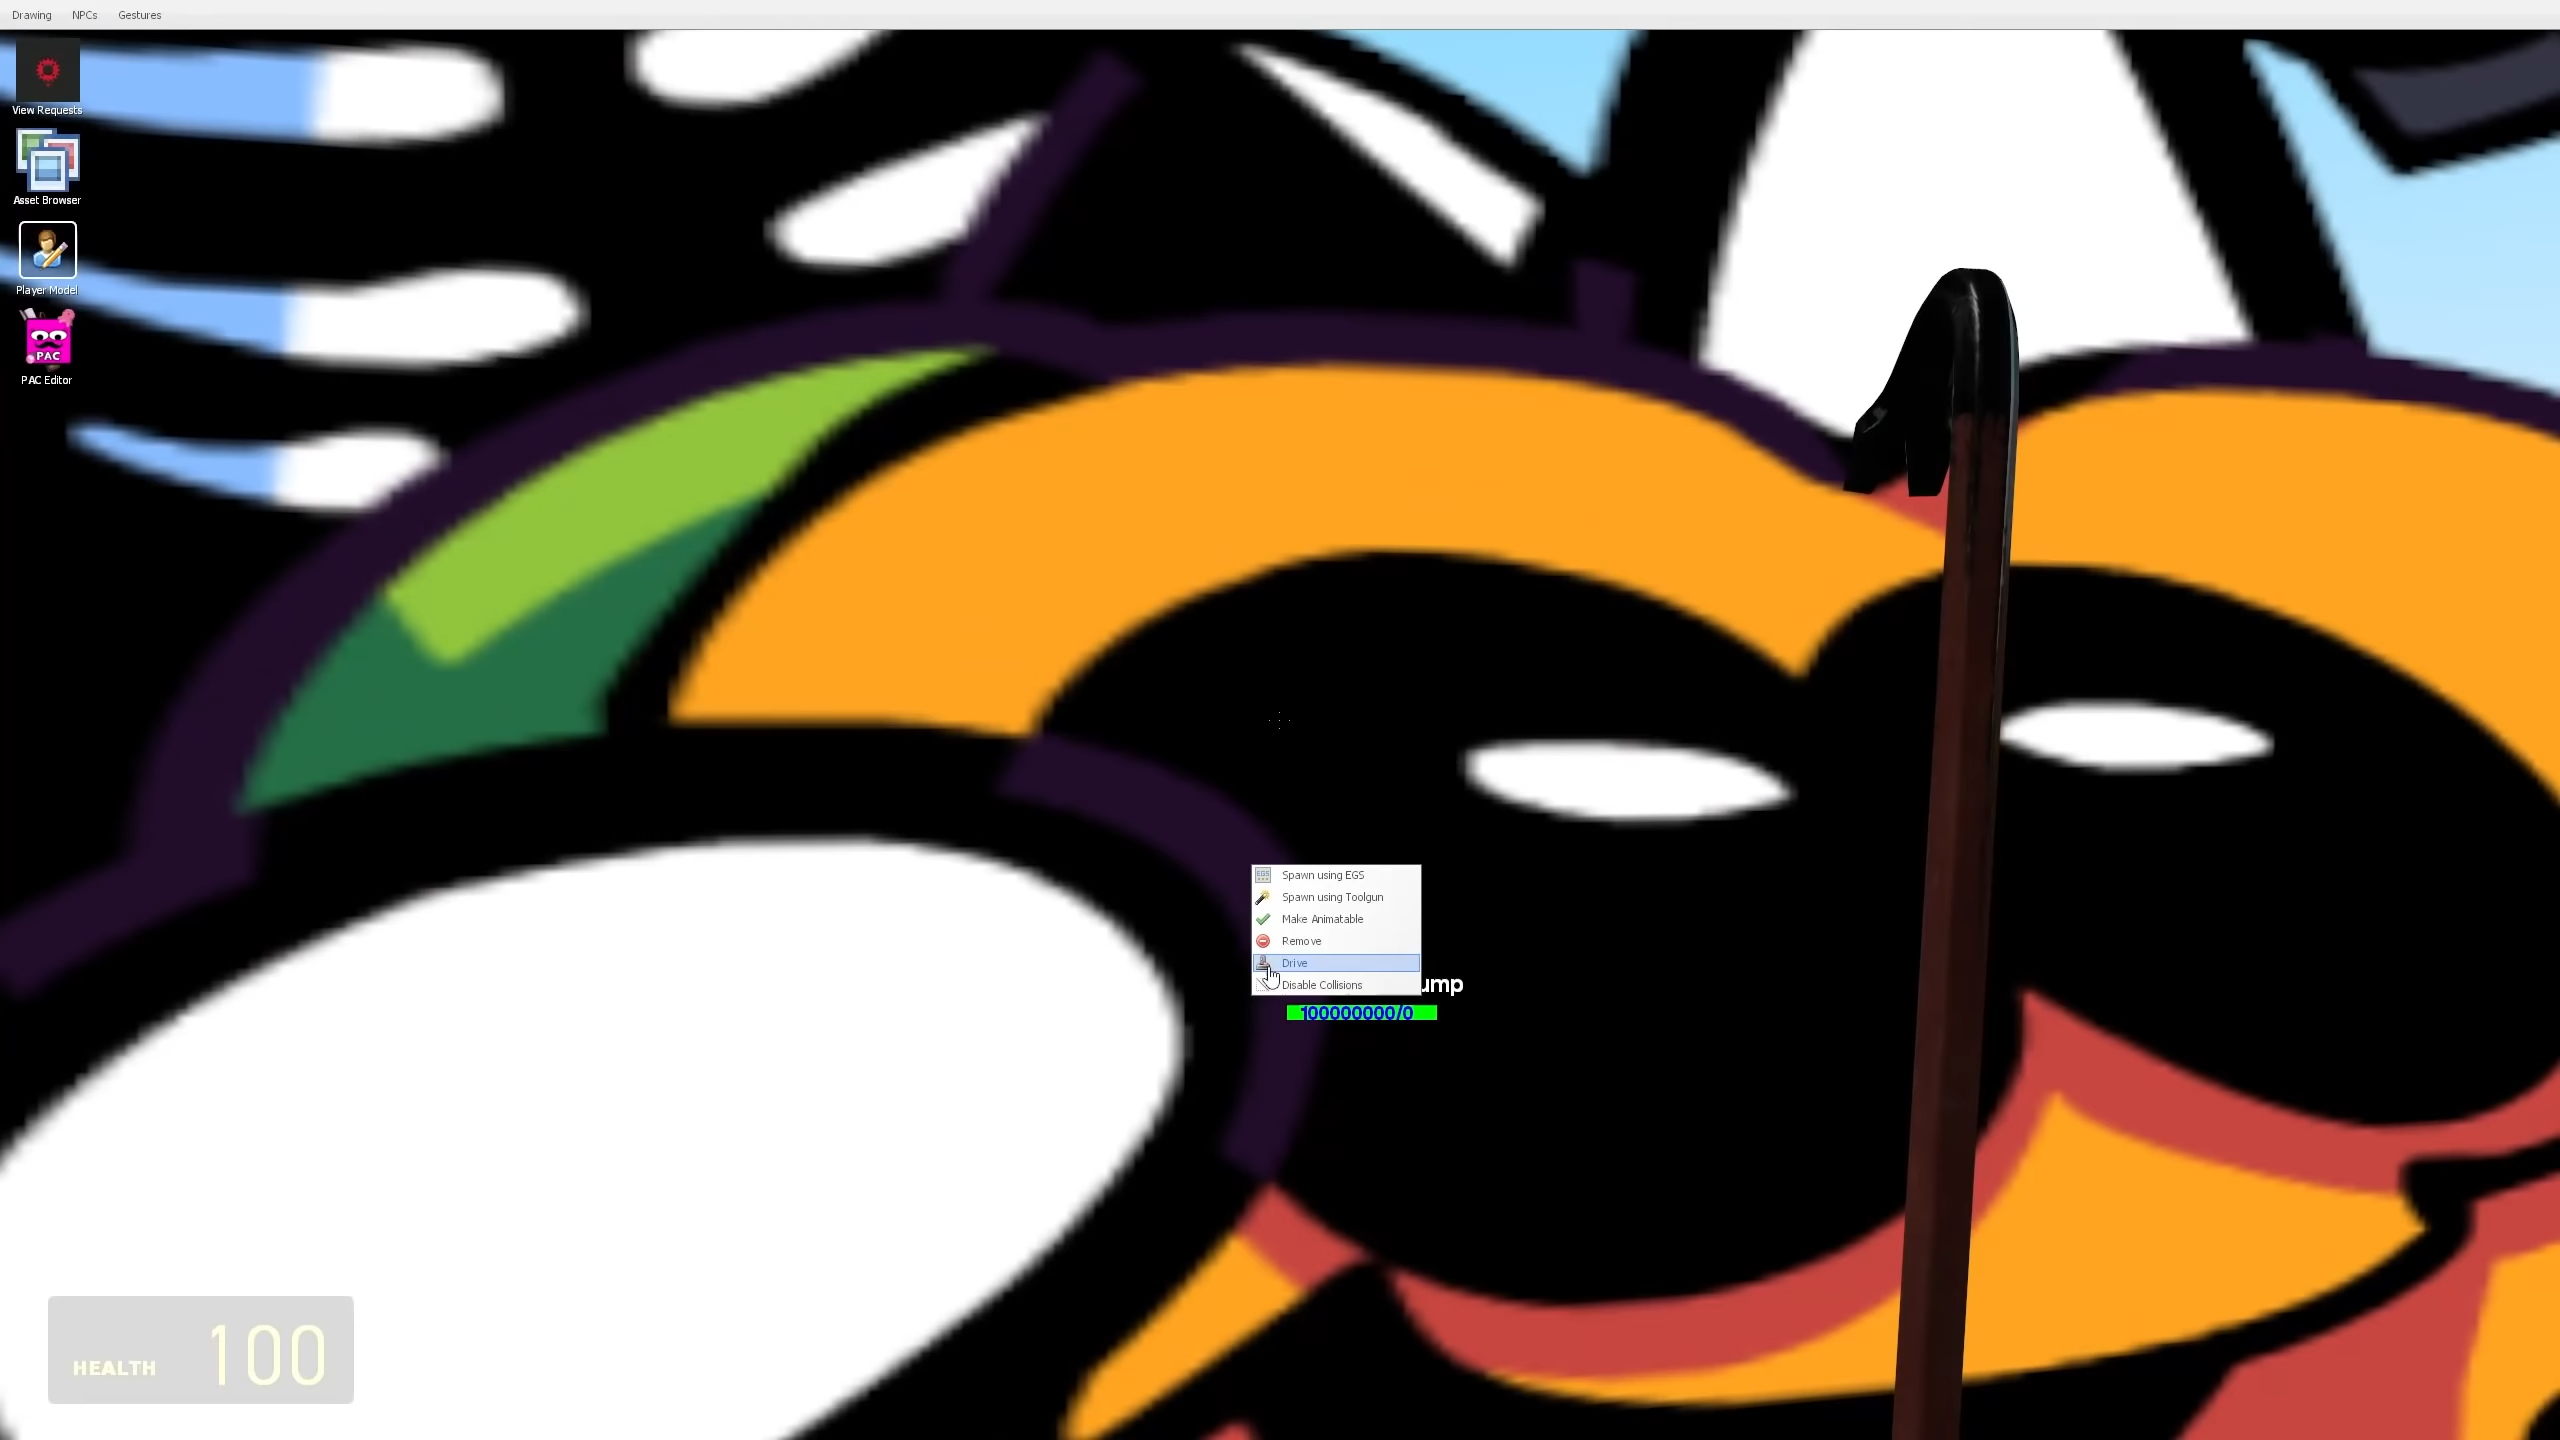 Drawing NPCs Gestures
View Requests
Asset Browser
Player Model
PAC
PAC Editor
Spawn using EGS
Spawn using Toolgun
Make Animatable
Remove
Drive
Disable Collisions
ump
100000000/0
HEALTH 100